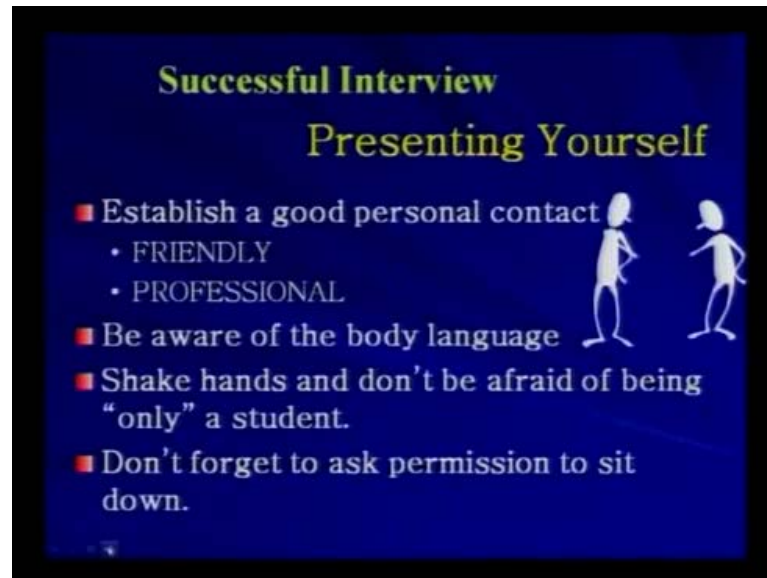 Successful Interview
Presenting Yourself
Establish a good personal contact
• FRIENDLY
• PROFESSIONAL
Be aware of the body language
Shake hands and don't be afraid of being
“only” a student.
Don't forget to ask permission to sit
down.